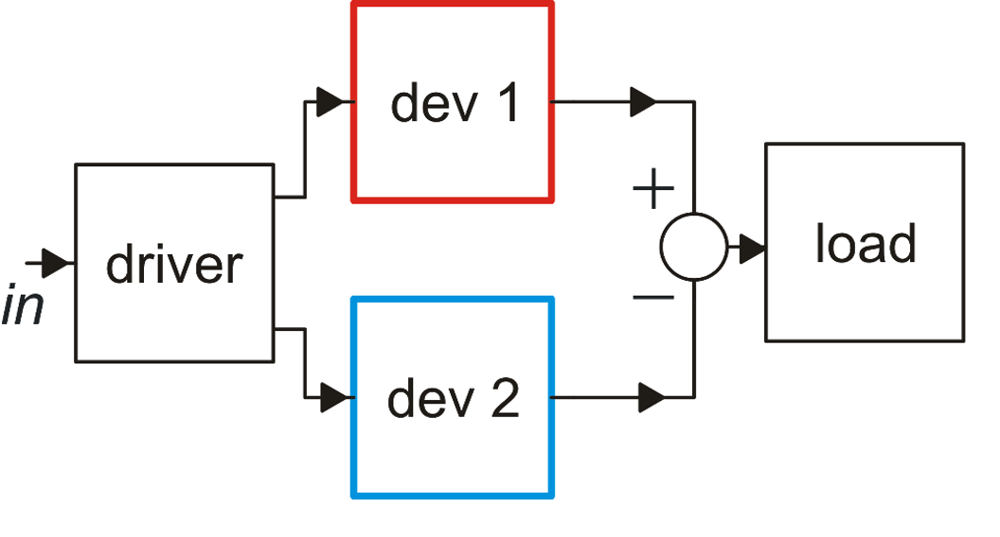 dev 1
+
driver
load
in
−
dev 2